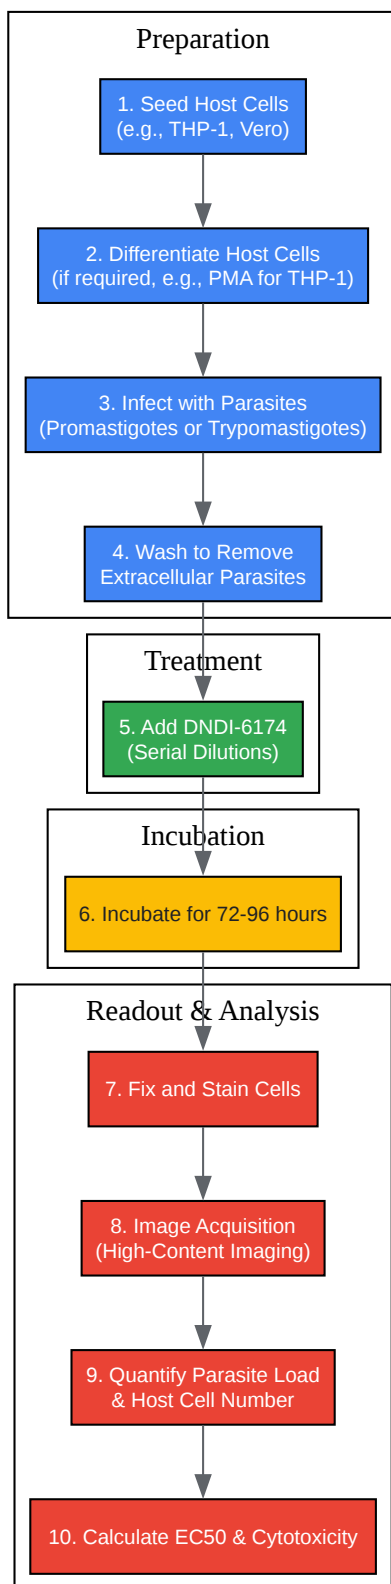 Preparation
1. Seed Host Cells
(e.g., THP-1, Vero)
2. Differentiate Host Cells
(if required, e.g., PMA for THP-1)
3. Infect with Parasites
(Promastigotes or Trypomastigotes)
4. Wash to Remove
Extracellular Parasites
Treatment
5. Add DNDI-6174
(Serial Dilutions)
Incubation
6. Incubate for 72-96 hours
Readout & Analysis
7. Fix and Stain Cells
8. Image Acquisition
(High-Content Imaging)
9. Quantify Parasite Load
& Host Cell Number
10. Calculate EC50 & Cytotoxicity